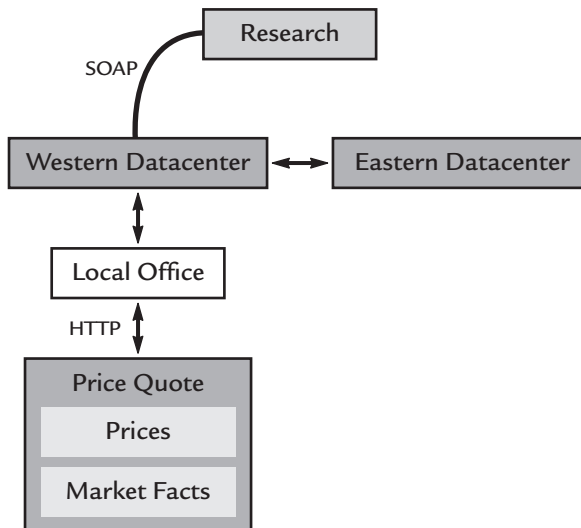 Research
SOAP
Western Datacenter
Eastern Datacenter
Local Office
HTTP
Price Quote
Prices
Market Facts